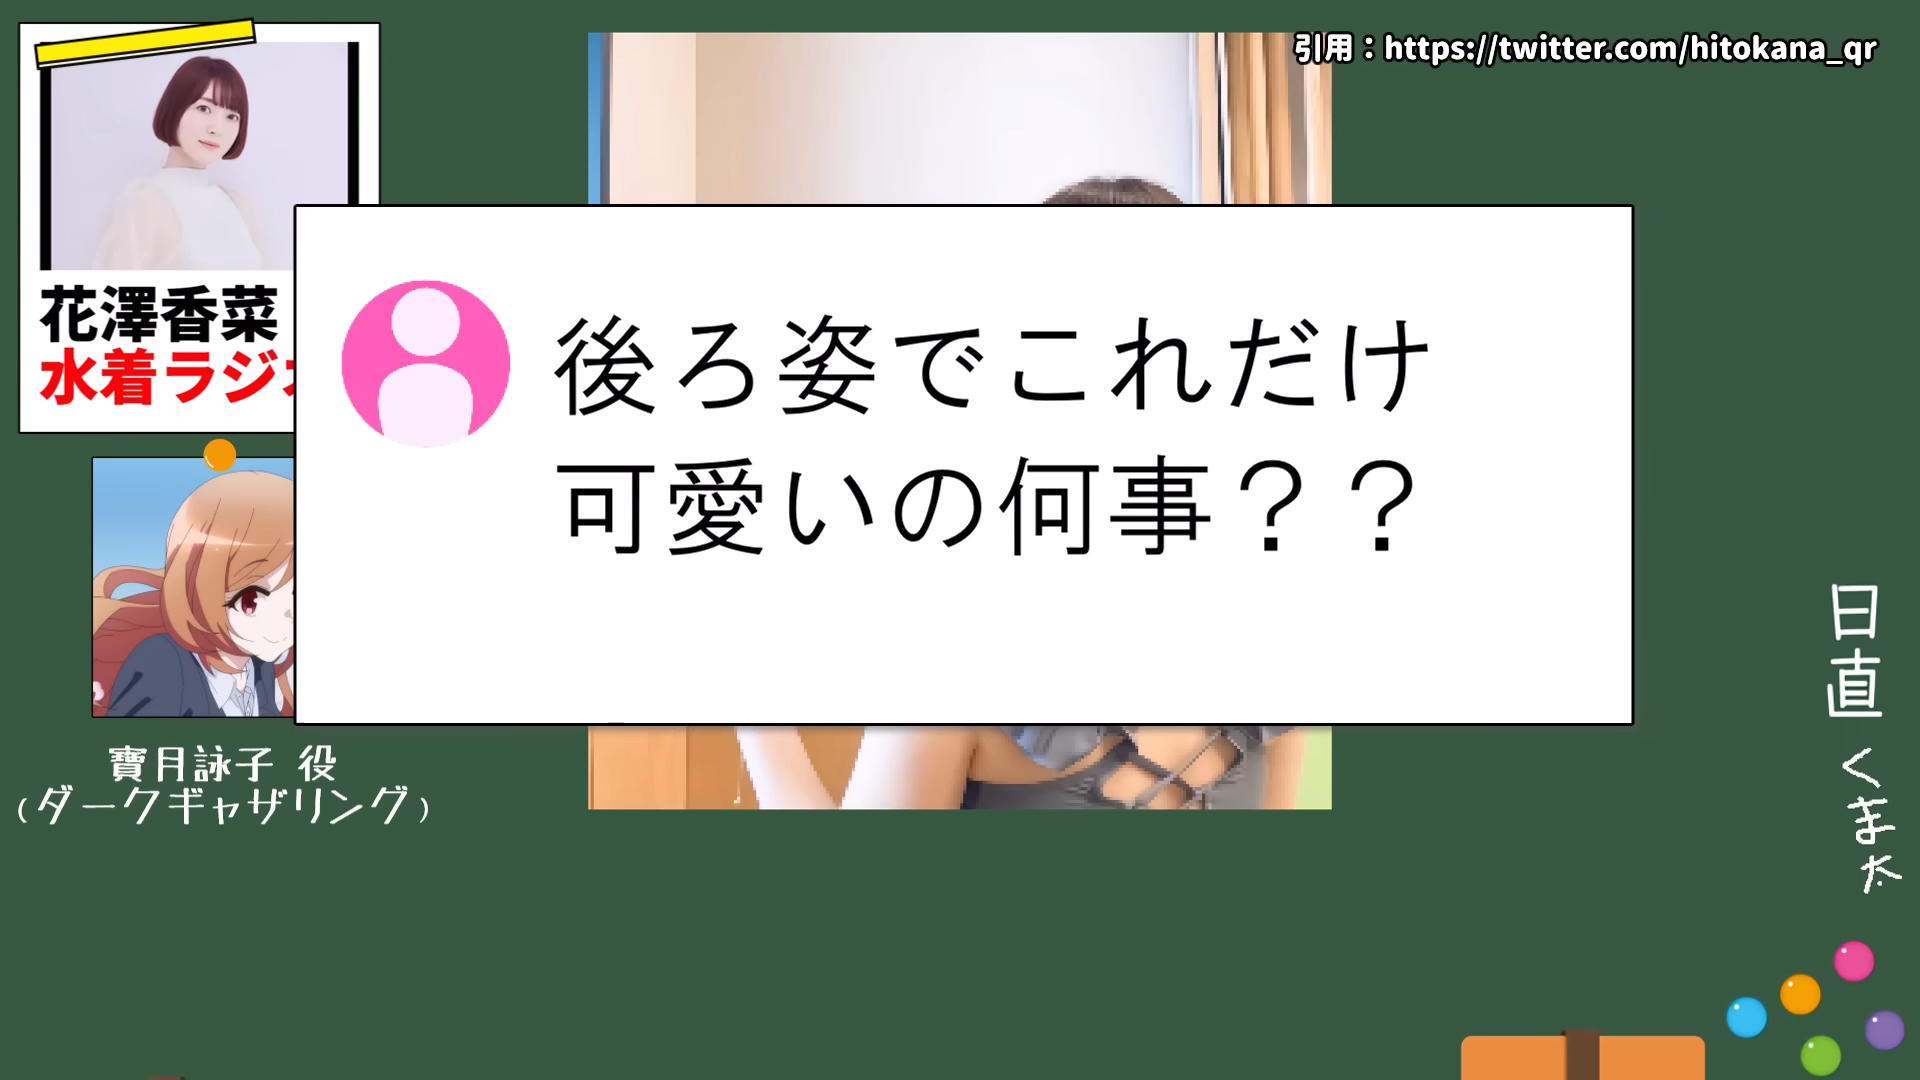 引用：https://twitter.com/hitokana_qr
花澤香菜
水着ラジ
後ろ姿でこれだけ
可愛いの何事？？
寶月詠子 役
（ダークギャザリング）
日直 くま太